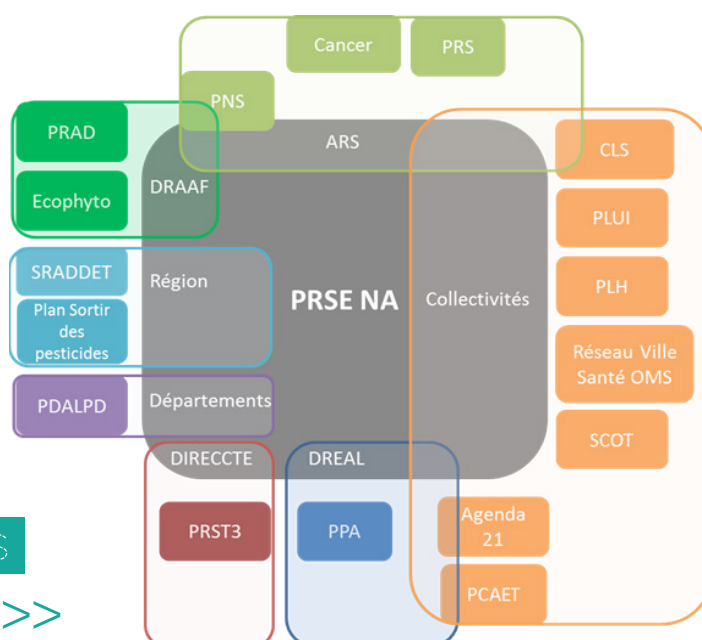 Cancer
PRS
PNS
ARS
PRAD
DRAAF
Ecophyto
CLS
PLUI
SRADDET
Région
Plan Sortir
des
pesticides
PRSE NA
Collectivités
PLH
Réseau Ville
Santé OMS
PDALPD
Départements
SCOT
DIRECCTE
DREAL
PRST3
PPA
Agenda
21
PCAET
>>